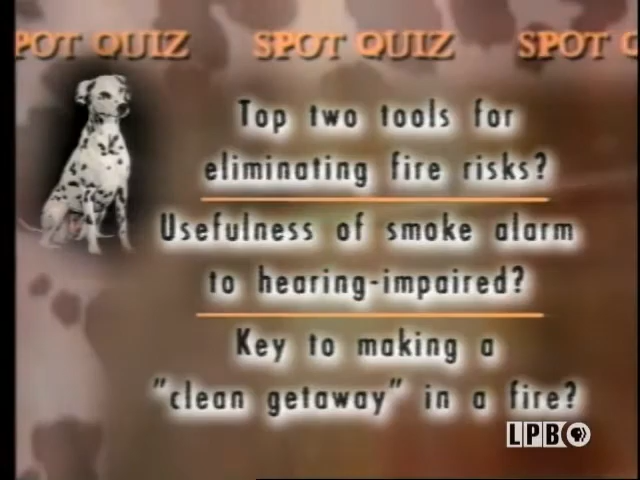 POT QUIZ SPOT QUIZ SPOT
Top two tools for
eliminating fire risks?
Usefulness of smoke alarm
to hearing-impaired?
Key to making a
"clean getaway" in a fire?
LPB